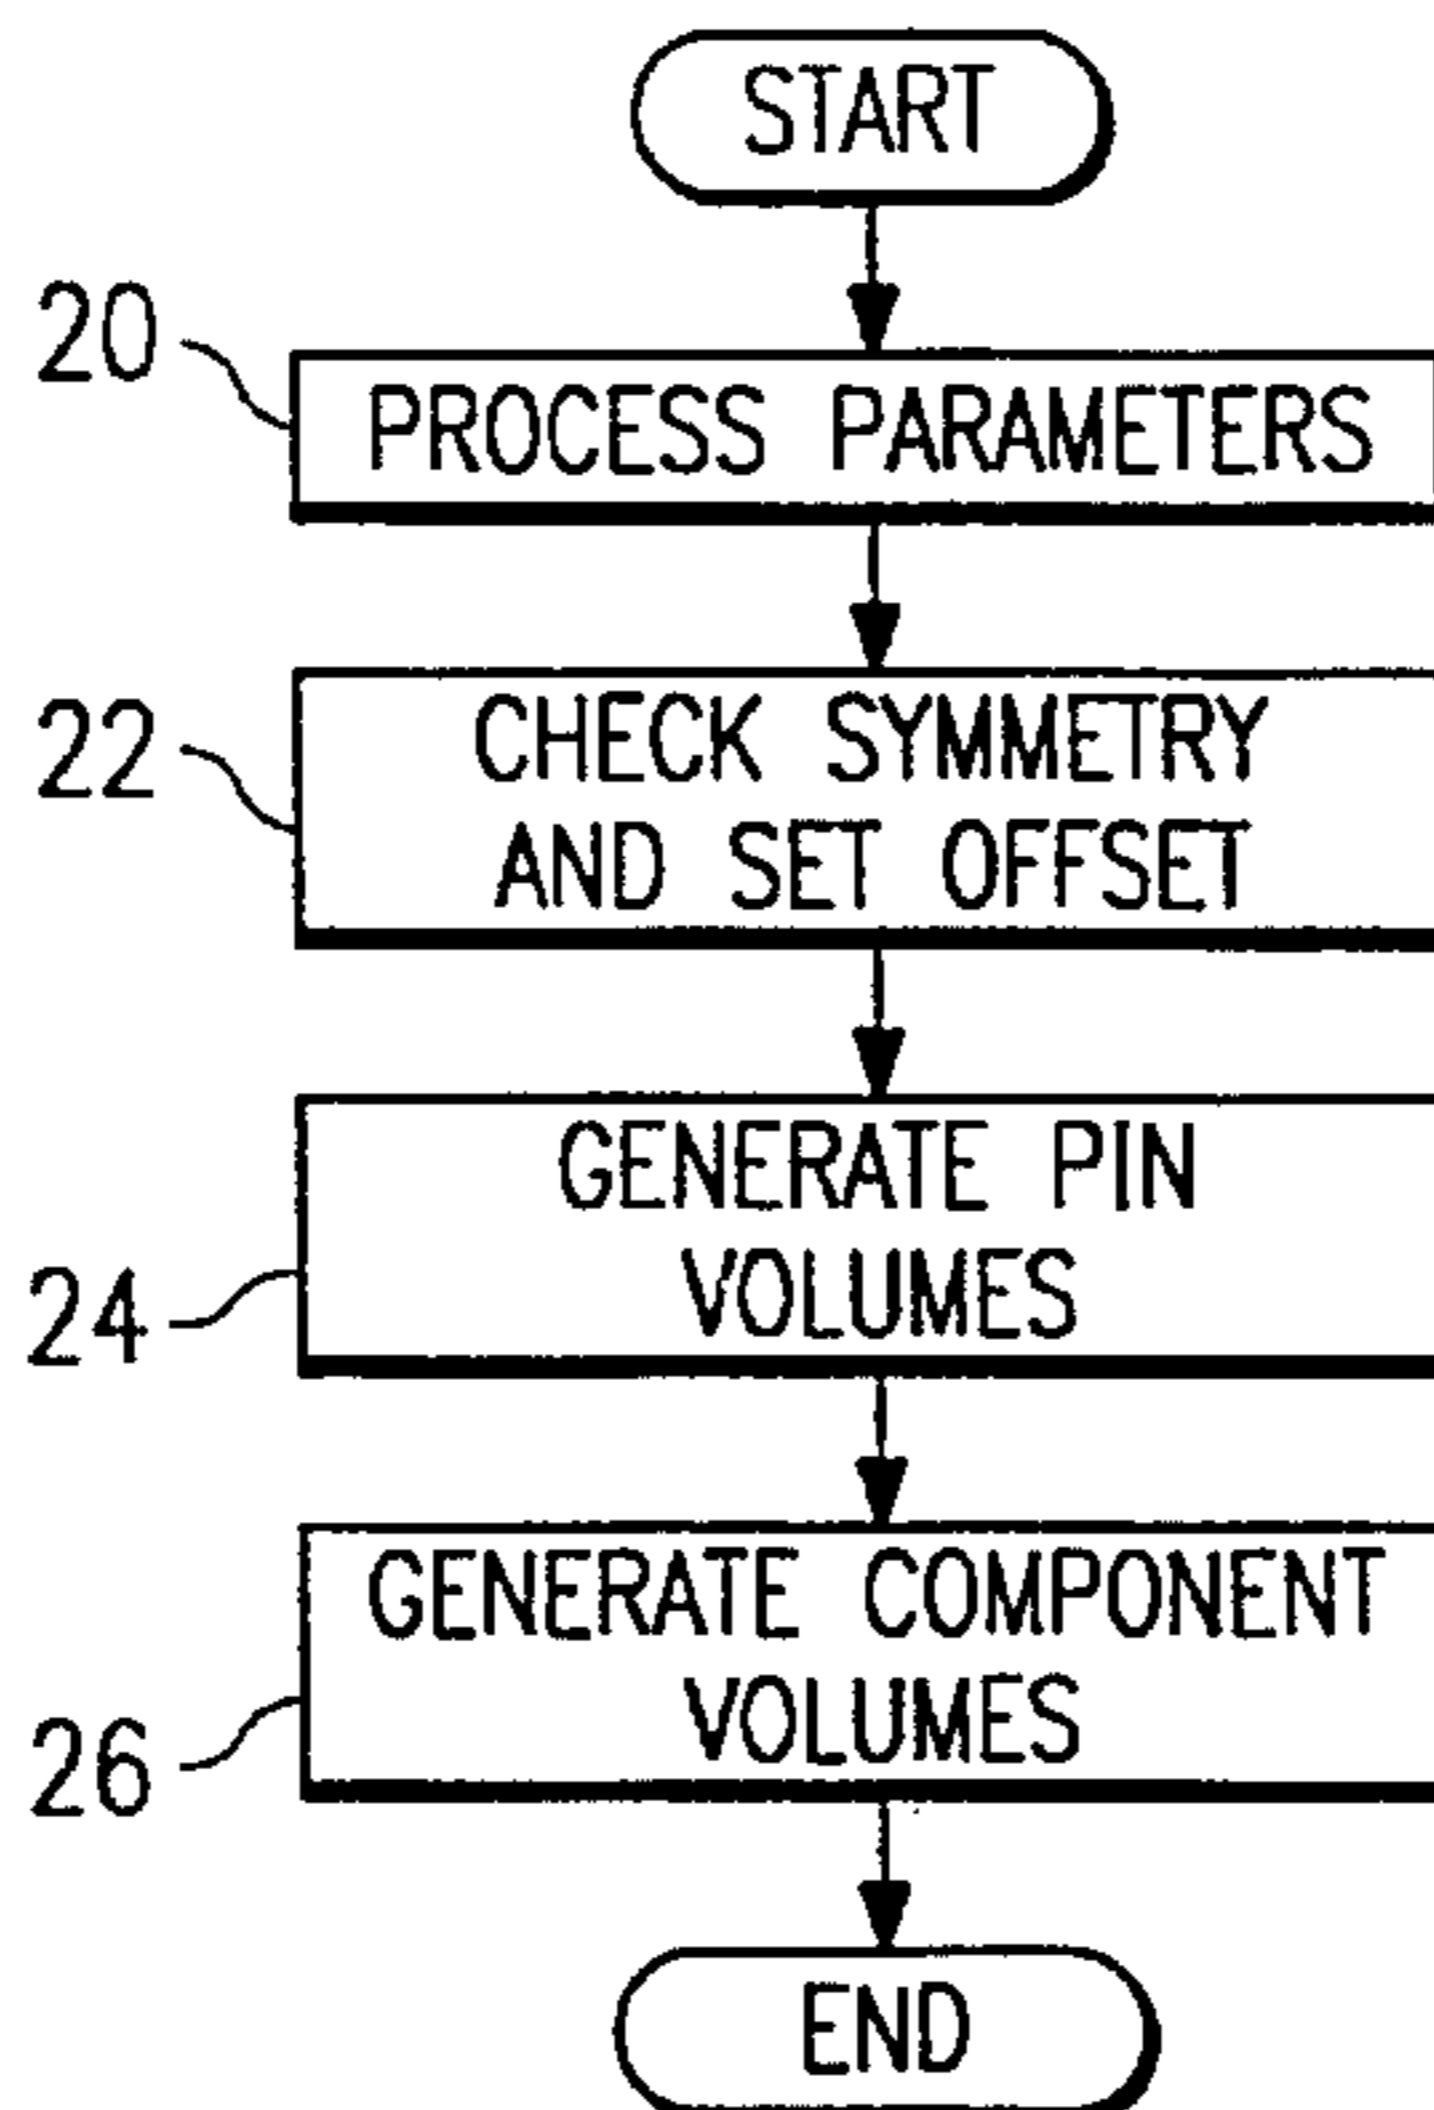 START
20
PROCESS PARAMETERS
22
CHECK SYMMETRY
AND SET OFFSET
24
GENERATE PIN
VOLUMES
26
GENERATE COMPONENT
VOLUMES
END